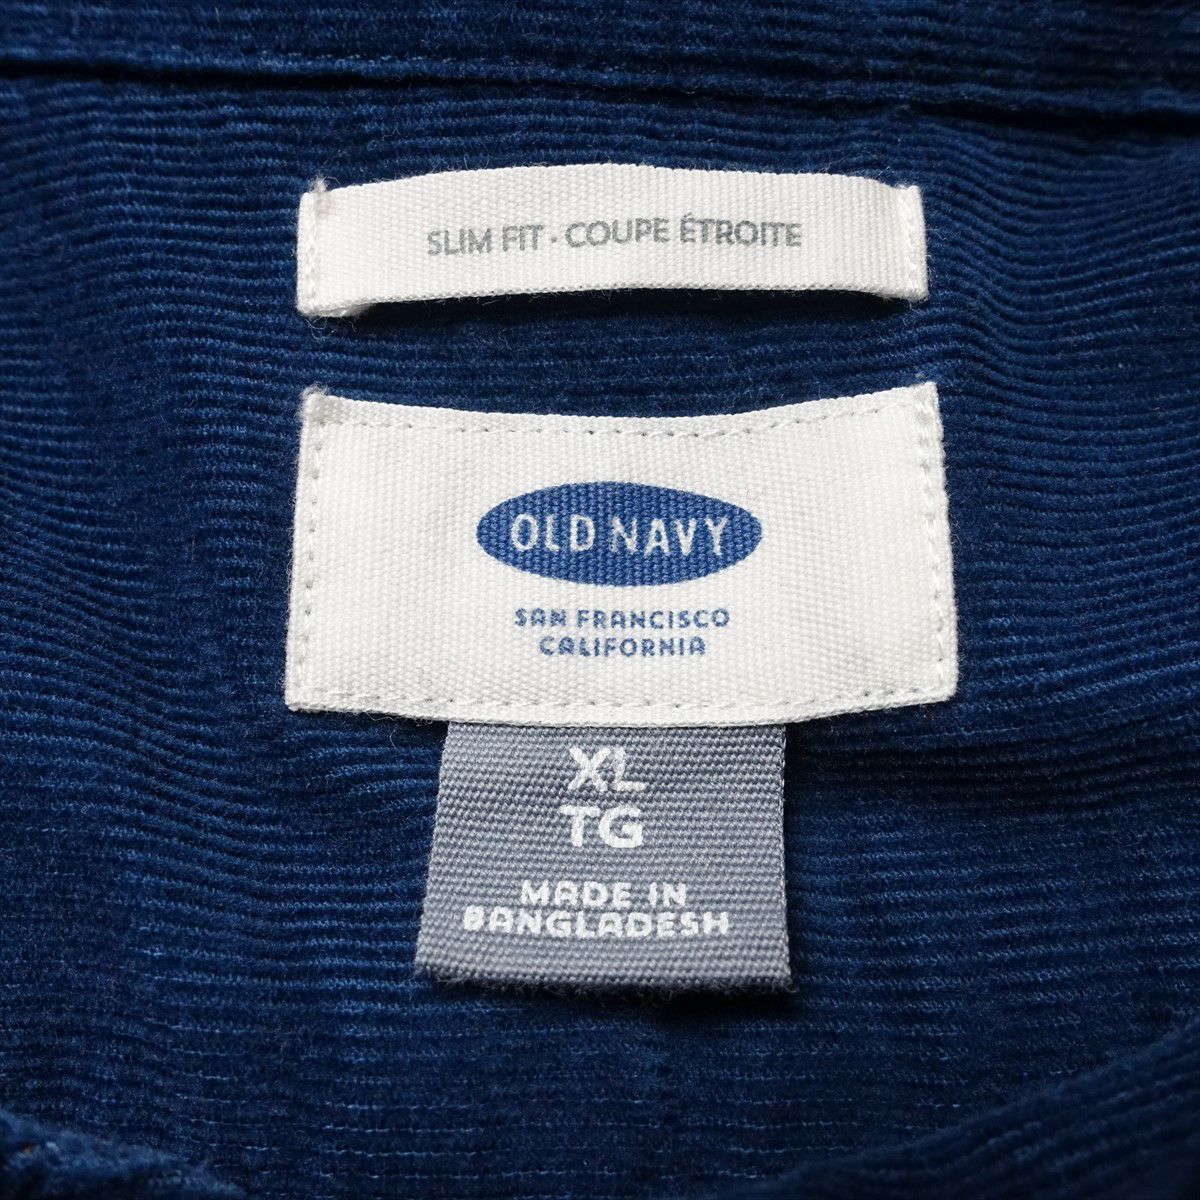 SLIM FIT · COUPE ÉTROITE
OLD NAVY
SAN FRANCISCO
CALIFORNIA
XL
TG
MADE IN
BANGLADESH